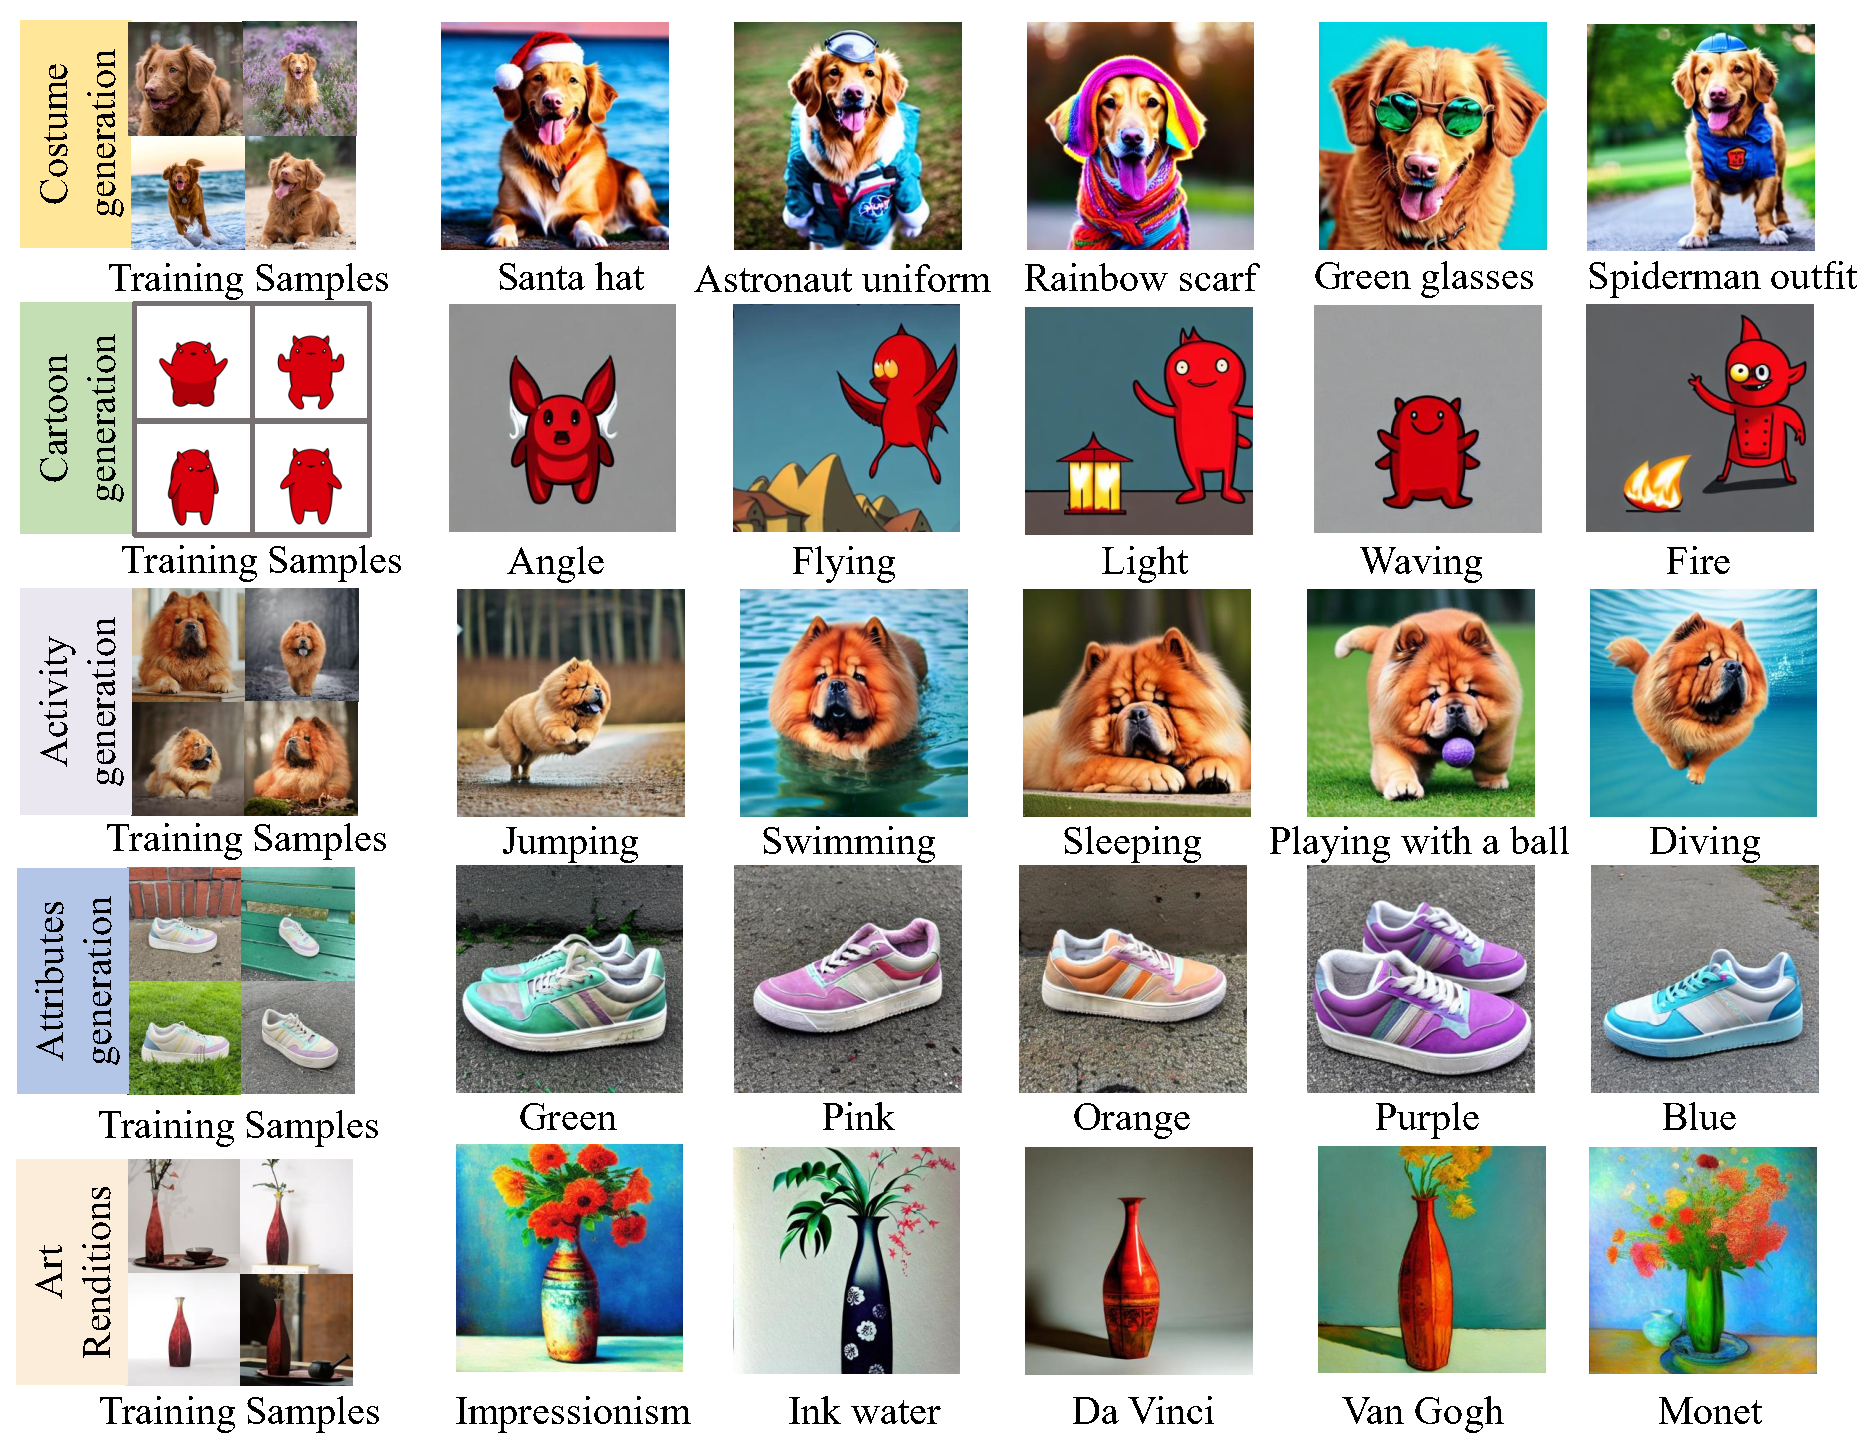 Costume
generation
Training Samples
Santa hat
Astronaut uniform
Rainbow scarf
Green glasses
Spiderman outfit
Cartoon
generation
Training Samples
Angle
Flying
Light
Waving
Fire
Activity
generation
Training Samples
Jumping
Swimming
Sleeping
Playing with a ball
Diving
Attributes
generation
Training Samples
Green
Pink
Orange
Purple
Blue
Art
Renditions
Training Samples
Impressionism
Ink water
Da Vinci
Van Gogh
Monet